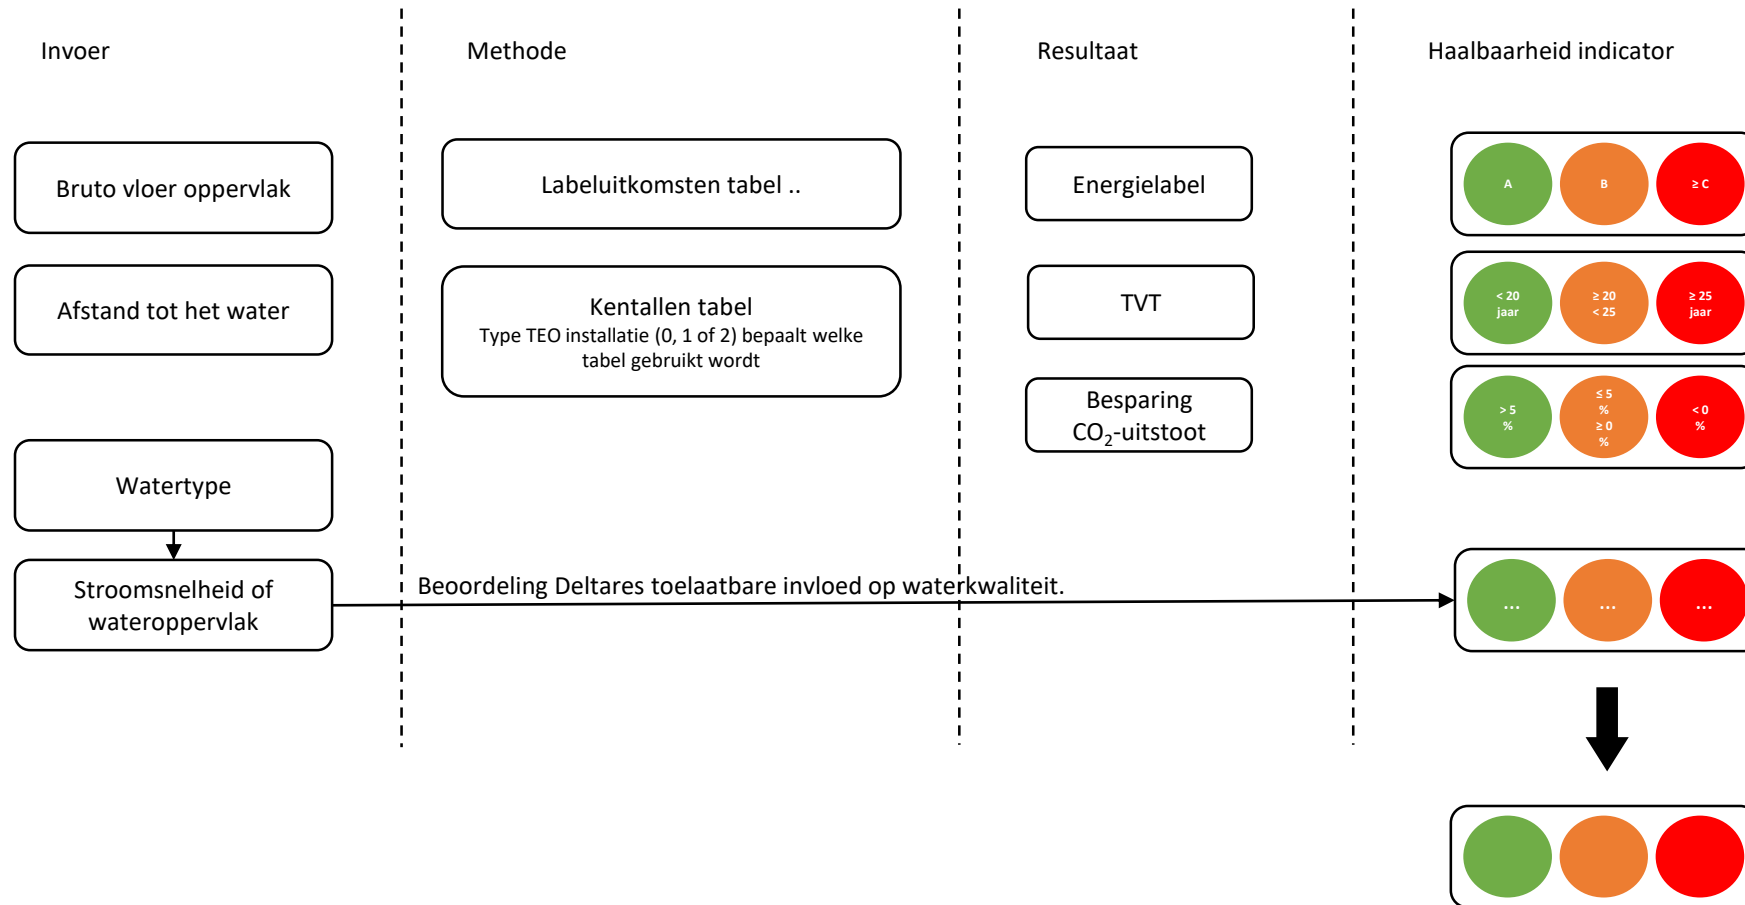 Invoer
Methode
Resultaat
Haalbaarheid indicator
Bruto vloer oppervlak
Labeluitkomsten tabel ..
Energielabel
A
B
≥ C
Afstand tot het water
Kentallen tabel
Type TEO installatie (0, 1 of 2) bepaalt welke
tabel gebruikt wordt
TVT
< 20
jaar
≥ 20
< 25
≥ 25
jaar
Besparing
CO₂-uitstoot
> 5
%
≤ 5
%
≥ 0
%
< 0
%
Watertype
Stroomsnelheid of
wateroppervlak
Beoordeling Deltares toelaatbare invloed op waterkwaliteit.
...
...
...